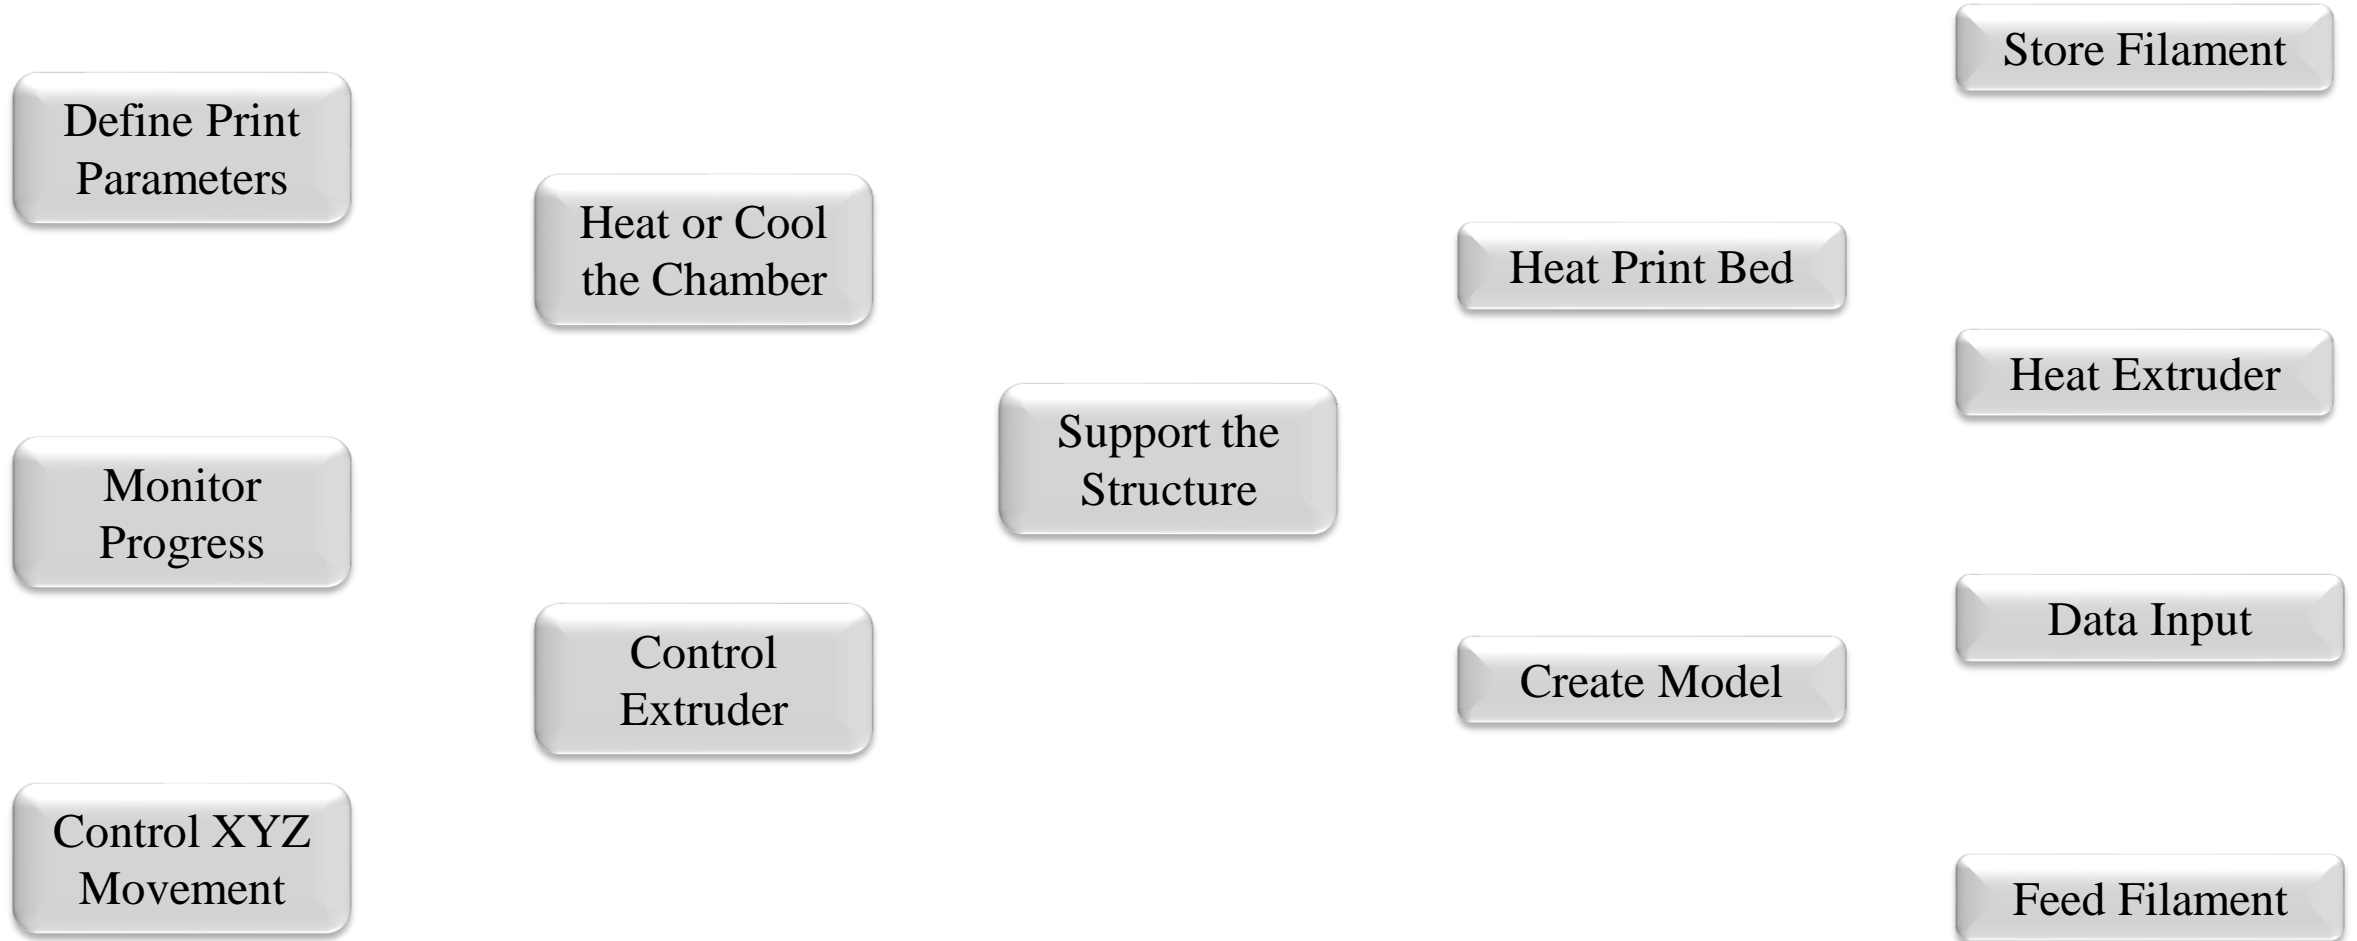 Define Print
Parameters
Monitor
Progress
Control XYZ
Movement
Heat or Cool
the Chamber
Control
Extruder
Support the
Structure
Heat Print Bed
Create Model
Store Filament
Heat Extruder
Data Input
Feed Filament